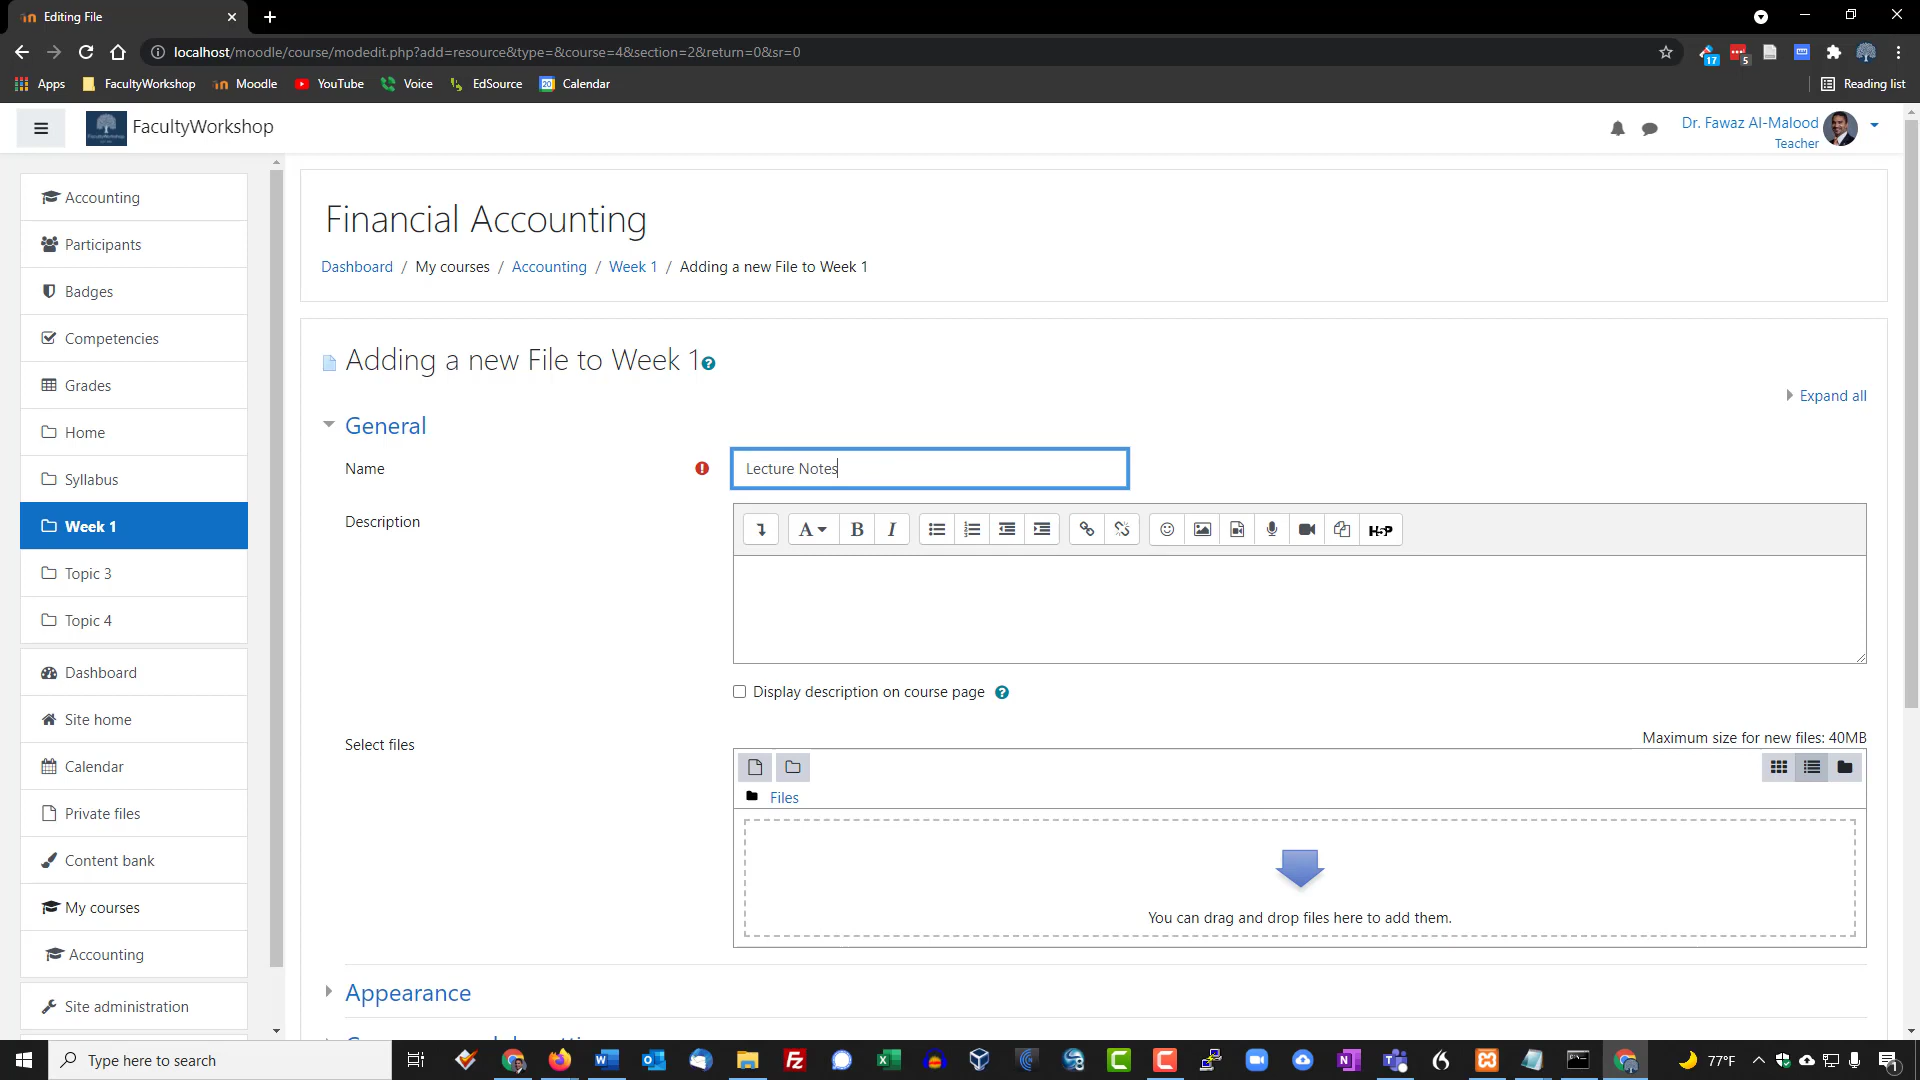 Editing File
localhost/moodle/course/modedit.php?add=resource&type=&course=4&section=2&return=0&sr=0
17
5
Apps
FacultyWorkshop
Moodle
YouTube
Voice
EdSource
20
Calendar
Reading list
FacultyWorkshop
Dr. Fawaz Al-Malood
Teacher
Accounting
Participants
Badges
Competencies
Grades
Home
Syllabus
Week 1
Topic 3
Topic 4
Dashboard
Site home
Calendar
Private files
Content bank
My courses
Accounting
Site administration
Financial Accounting
Dashboard / My courses / Accounting / Week 1 / Adding a new File to Week 1
Adding a new File to Week 1
Expand all
General
Name
Lecture Notes
Description
A
B
I
H-P
Display description on course page
Select files
Maximum size for new files: 40MB
Files
You can drag and drop files here to add them.
Appearance
Type here to search
77°F
1